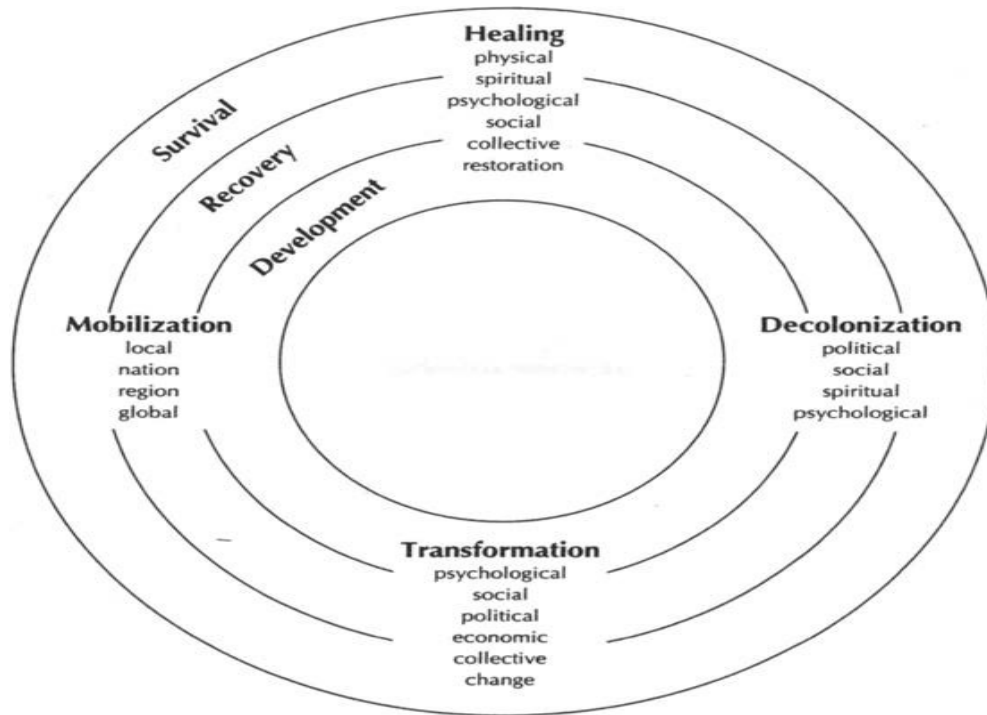 Healing
physical
spiritual
psychological
social
collective
restoration
Survival
Recovery
Development
Mobilization
local
nation
region
global
Decolonization
political
social
spiritual
psychological
Transformation
psychological
social
political
economic
collective
change